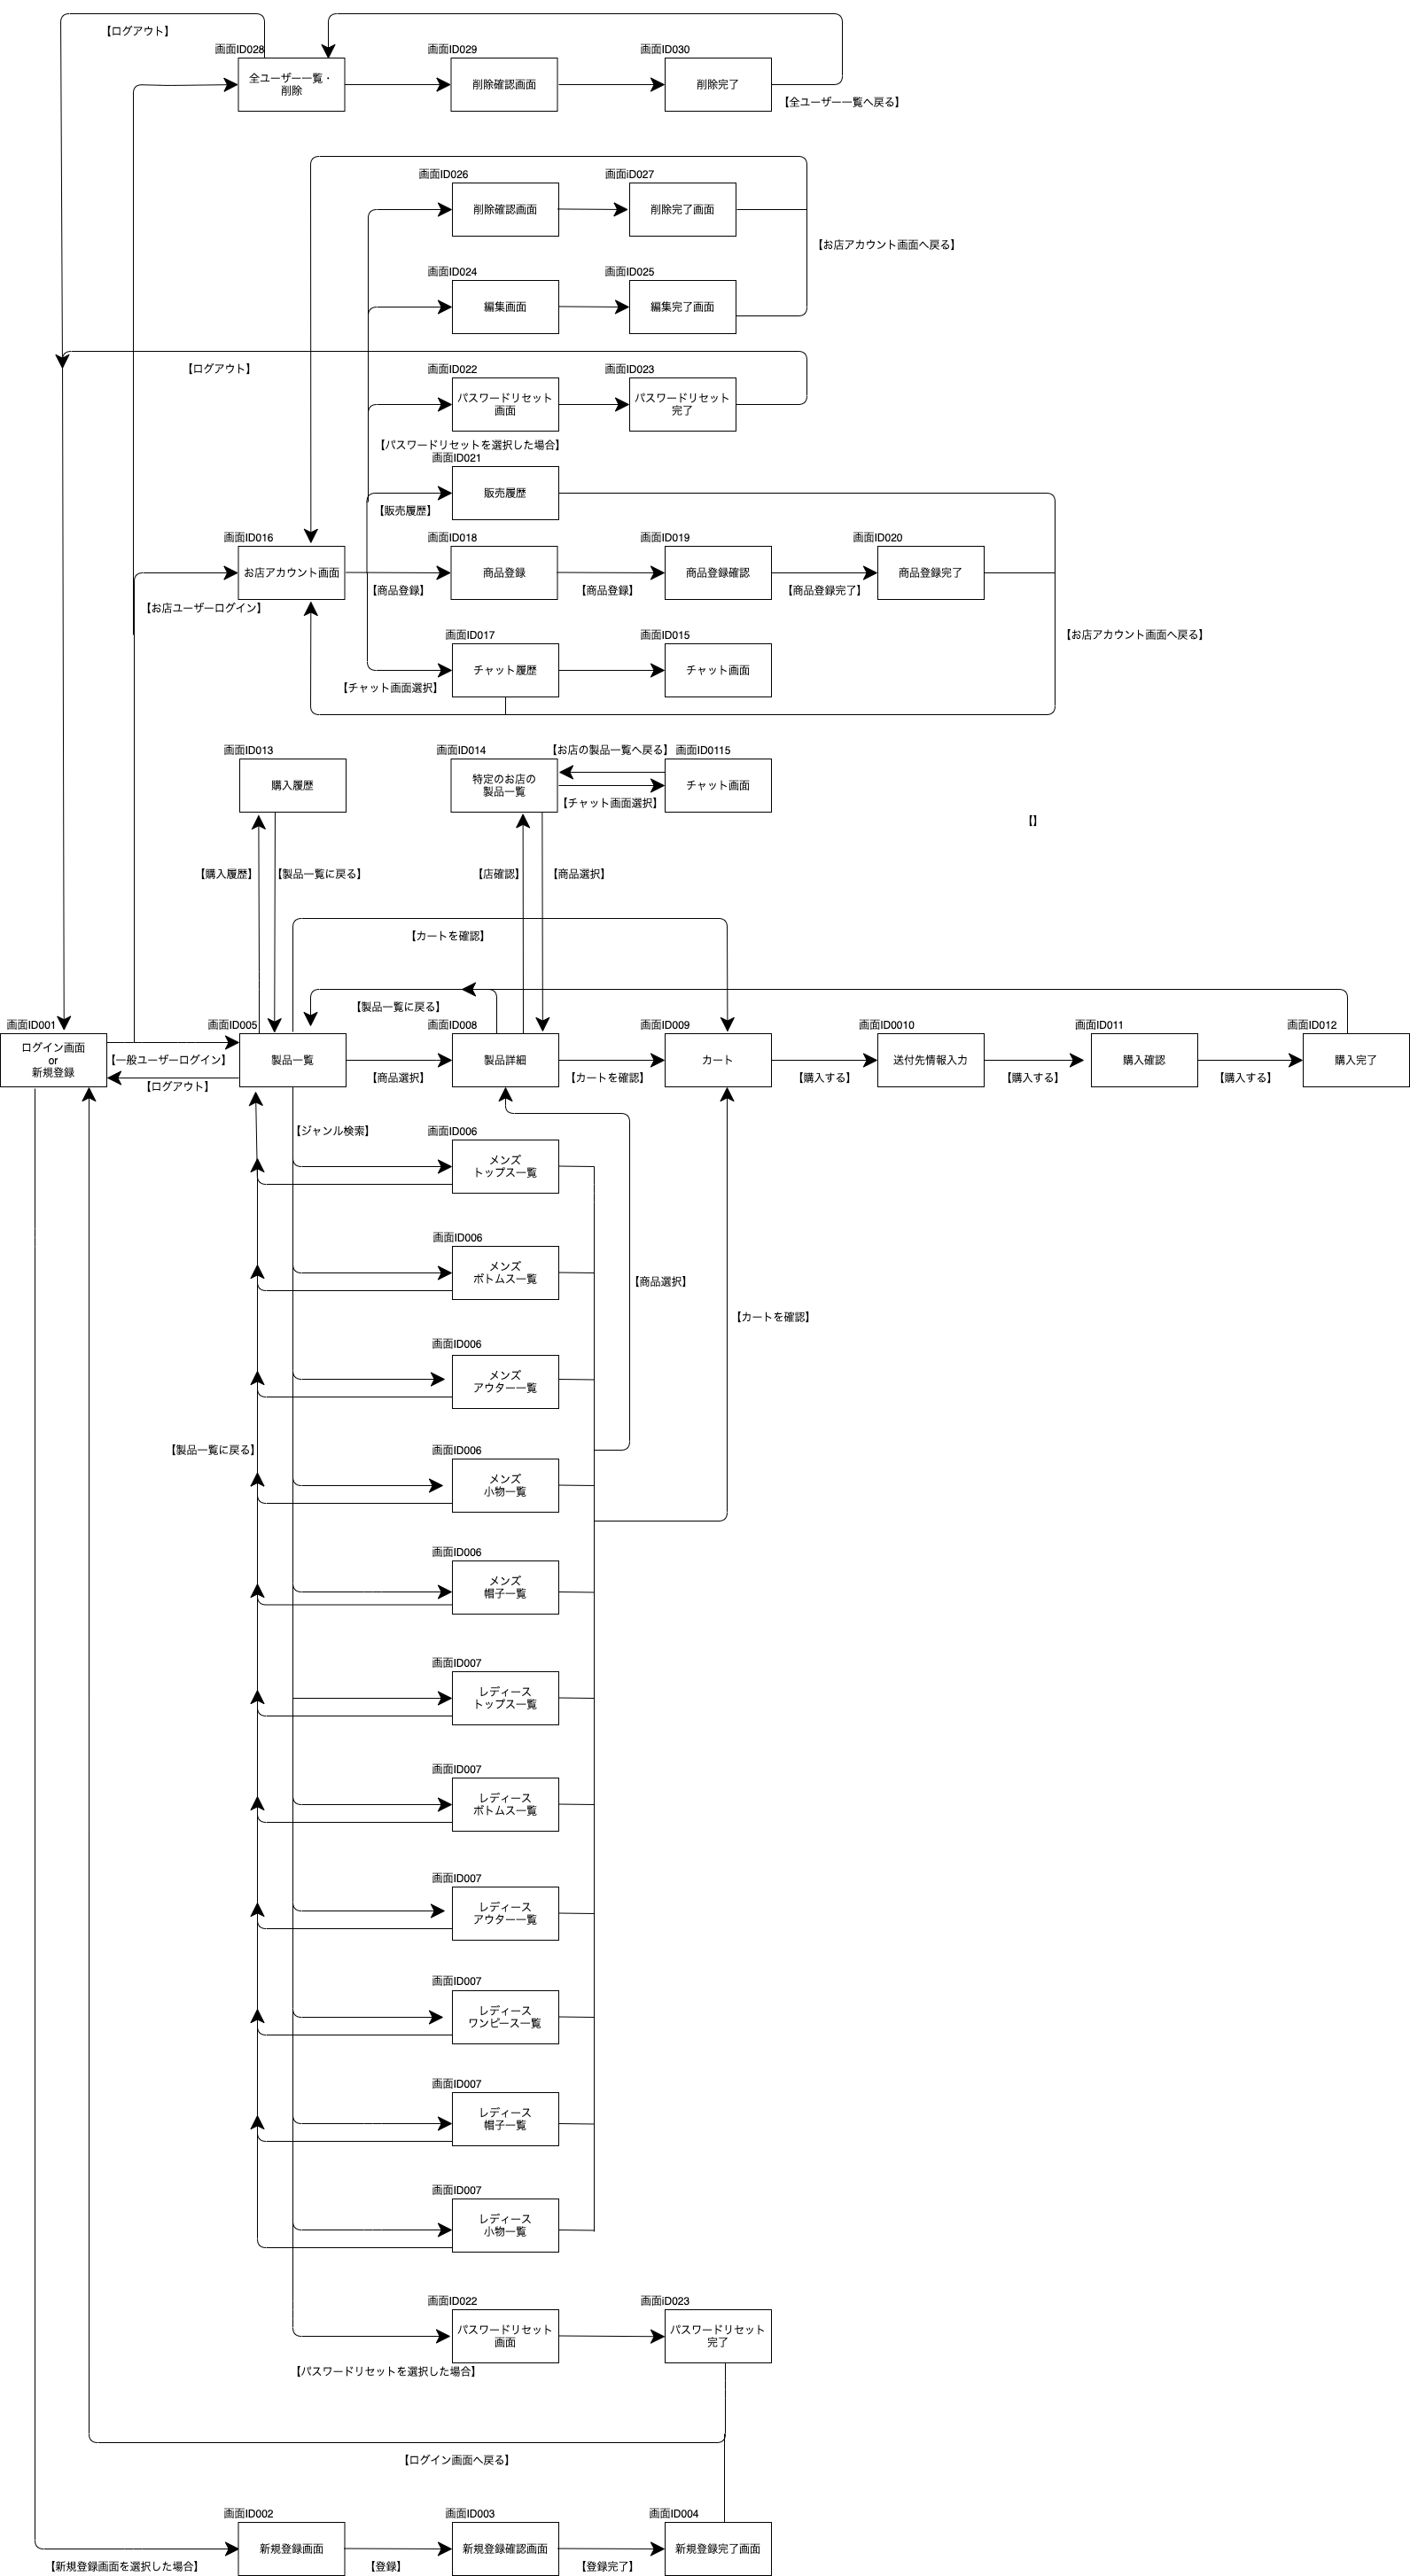 【ログアウト】
画面ID028
画面ID029
画面ID030
全ユーザー一覧・
削除
削除確認画面
削除完了
【全ユーザー一覧へ戻る】
画面ID026
画面iD027
削除確認画面
削除完了画面
【お店アカウント画面へ戻る】
画面ID024
画面ID025
編集画面
編集完了画面
【ログアウト】
画面ID022
画面ID023
パスワードリセット
画面
パスワードリセット
完了
【パスワードリセットを選択した場合】
画面ID021
販売履歴
【販売履歴】
画面ID016
画面ID018
画面ID019
画面ID020
お店アカウント画面
商品登録
商品登録確認
商品登録完了
【商品登録】
【商品登録】
【商品登録完了】
【お店ユーザーログイン】
画面ID017
画面ID015
【お店アカウント画面へ戻る】
チャット履歴
チャット画面
【チャット画面選択】
画面ID013
画面ID014
【お店の製品一覧へ戻る】
画面ID0115
購入履歴
特定のお店の
製品一覧
チャット画面
【チャット画面選択】
【】
【購入履歴】
【製品一覧に戻る】
【店確認】
【商品選択】
【カートを確認】
【製品一覧に戻る】
画面ID001
画面ID005
画面ID008
画面ID009
画面ID0010
画面ID011
画面ID012
ログイン画面
or
新規登録
【一般ユーザーログイン】
製品一覧
製品詳細
カート
送付先情報入力
購入確認
購入完了
【ログアウト】
【商品選択】
【カートを確認】
【購入する】
【購入する】
【購入する】
【ジャンル検索】
画面ID006
メンズ
トップス一覧
画面ID006
メンズ
ボトムス一覧
【商品選択】
【カートを確認】
画面ID006
メンズ
アウター一覧
【製品一覧に戻る】
画面ID006
メンズ
小物一覧
画面ID006
メンズ
帽子一覧
画面ID007
レディース
トップス一覧
画面ID007
レディース
ボトムス一覧
画面ID007
レディース
アウター一覧
画面ID007
レディース
ワンピース一覧
画面ID007
レディース
帽子一覧
画面ID007
レディース
小物一覧
画面ID022
画面iD023
パスワードリセット
画面
パスワードリセット
完了
【パスワードリセットを選択した場合】
【ログイン画面へ戻る】
画面ID002
画面ID003
画面ID004
新規登録画面
新規登録確認画面
新規登録完了画面
【新規登録画面を選択した場合】
【登録】
【登録完了】